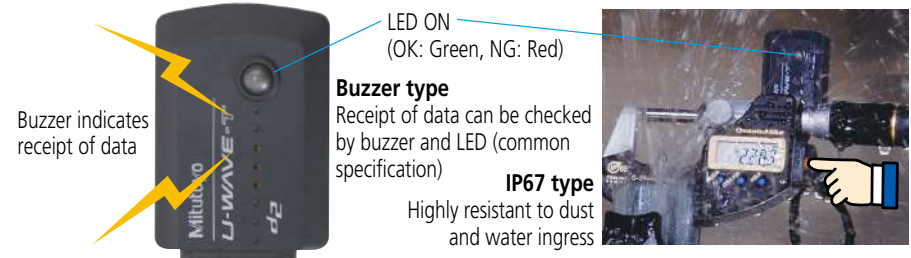 LED ON
(OK: Green, NG: Red)
Buzzer type
Receipt of data can be checked
by buzzer and LED (common
specification)
IP67 type
Highly resistant to dust
and water ingress
Buzzer indicates
receipt of data
Mitutoyo
U-WAVE-T
QuantuMike